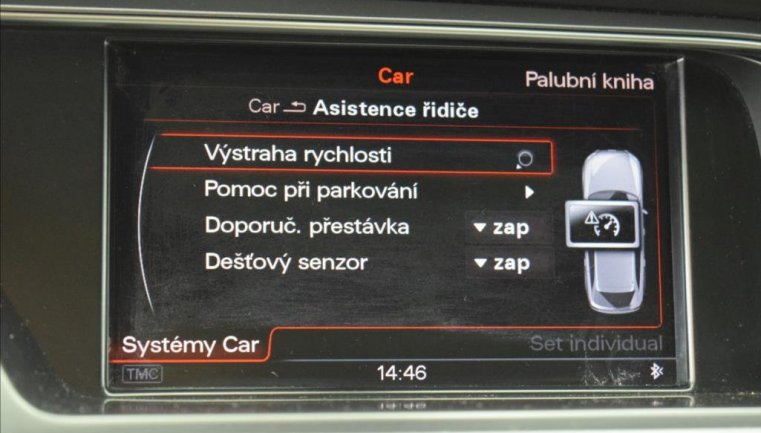 Car
Palubní kniha
Car Asistence řidiče
Výstraha rychlosti
Pomoc při parkování
Doporuč. přestávka zap
Dešťový senzor zap
Systémy Car Set individual
TMC 14:46